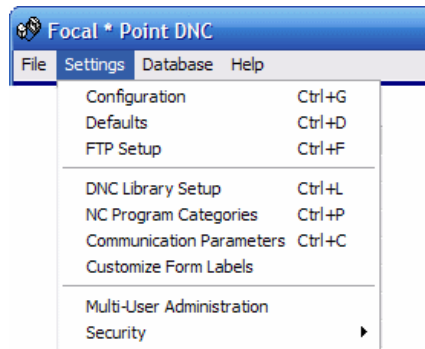 Focal * Point DNC
File Settings Database Help
Configuration Ctrl+G
Defaults Ctrl+D
FTP Setup Ctrl+F
DNC Library Setup Ctrl+L
NC Program Categories Ctrl+P
Communication Parameters Ctrl+C
Customize Form Labels
Multi-User Administration
Security